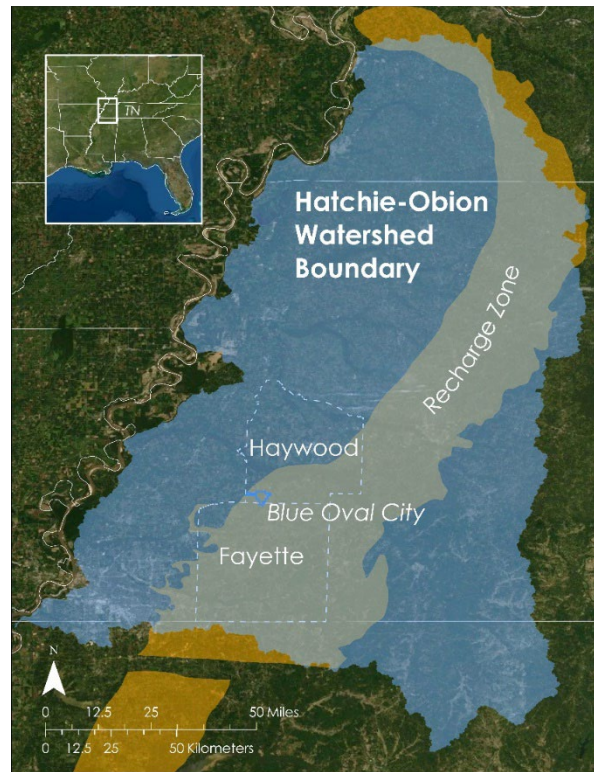 TN
Hatchie-Obion
Watershed
Boundary
Recharge Zone
Haywood
Blue Oval City
Fayette
N
0 12.5 25 50 Miles
0 12.5 25 50 Kilometers